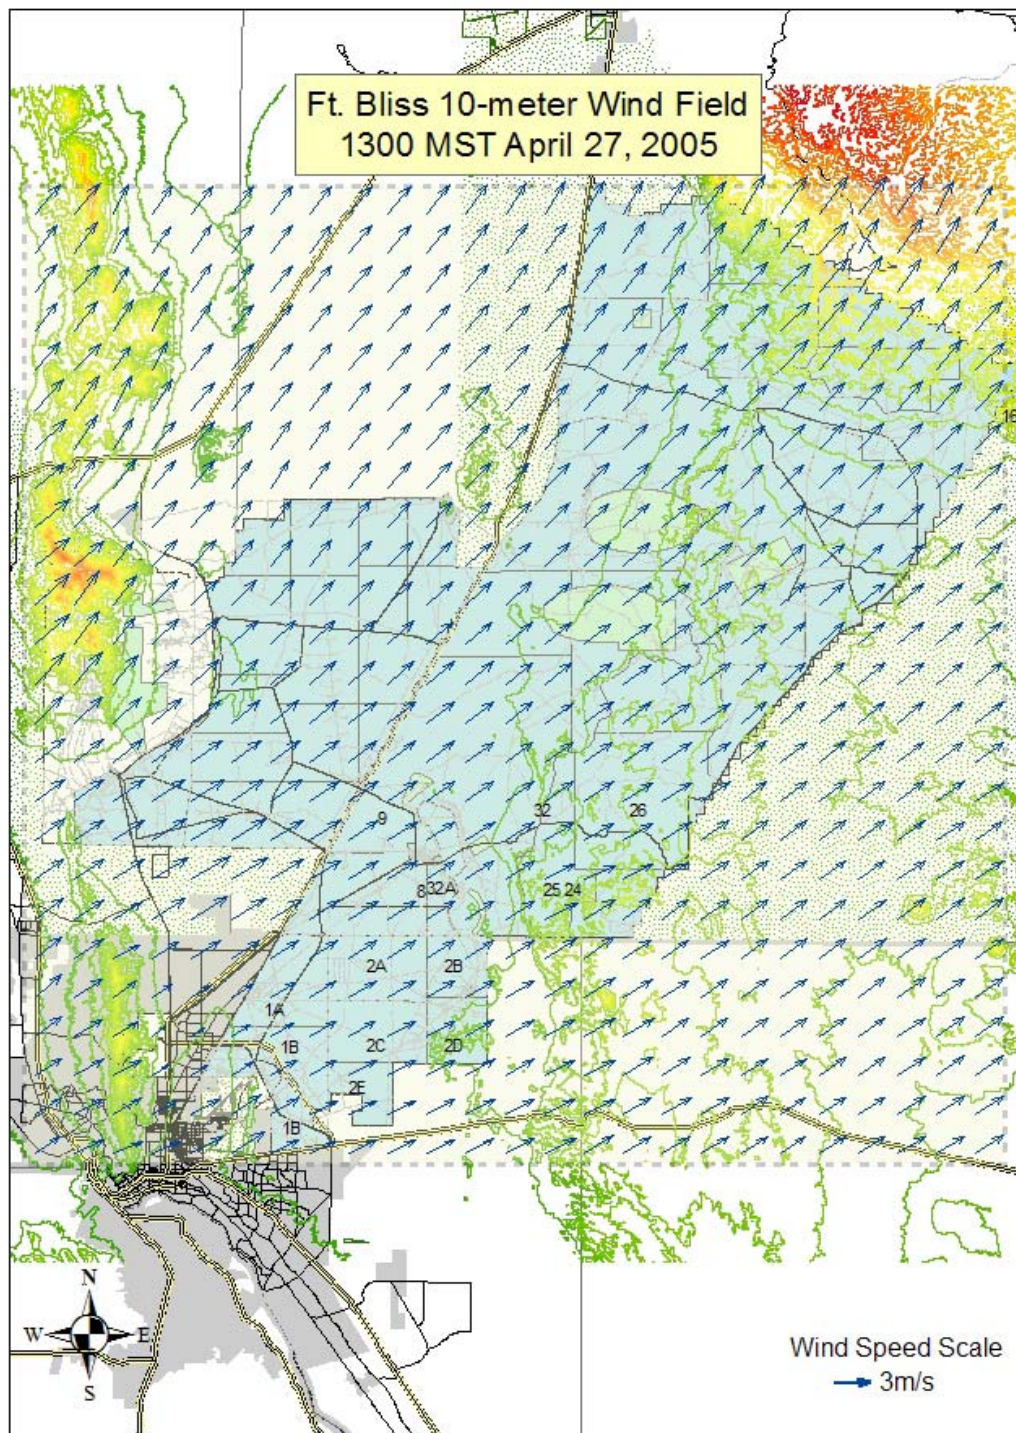 Ft. Bliss 10-meter Wind Field
1300 MST April 27, 2005
16
9
32
26
8
32A
25 24
2A
2B
1A
1B
2C
2D
2E
1B
N
W
E
S
Wind Speed Scale
3m/s